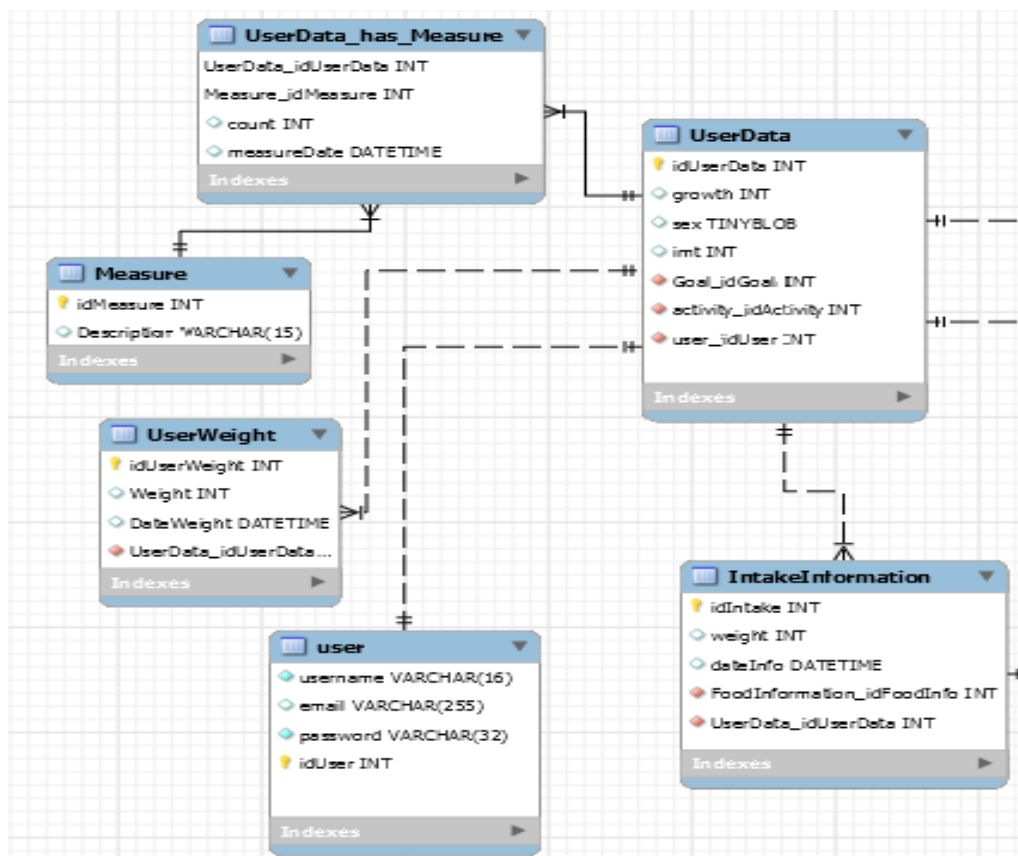 UserData_has_Measure
UserData_idUserData INT
Measure_idMeasure INT
count INT
measureDate DATETIME
Indexes
UserData
idUserData INT
growth INT
sex TINYBLOB
imt INT
Goal_idGoal INT
activity_idActivity INT
user_idUser INT
Indexes
Measure
idMeasure INT
Description VARCHAR(15)
Indexes
UserWeight
idUserWeight INT
Weight INT
DateWeight DATETIME
UserData_idUserData...
Indexes
user
username VARCHAR(16)
email VARCHAR(255)
password VARCHAR(32)
idUser INT
Indexes
IntakeInformation
idIntake INT
weight INT
dateInfo DATETIME
FoodInformation_idFoodInfo INT
UserData_idUserData INT
Indexes